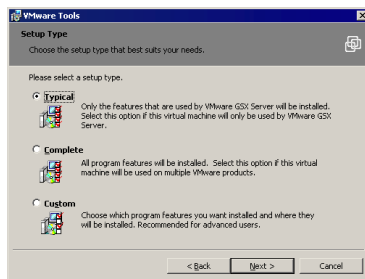 VMware Tools
Setup Type
Choose the setup type that best suits your needs.
Please select a setup type.
Typical
Only the features that are used by VMware GSX Server will be installed.
Select this option if this virtual machine will only be used by VMware GSX
Server.
Complete
All program features will be installed. Select this option if this virtual
machine will be used on multiple VMware products.
Custom
Choose which program features you want installed and where they
will be installed. Recommended for advanced users.
< Back
Next >
Cancel